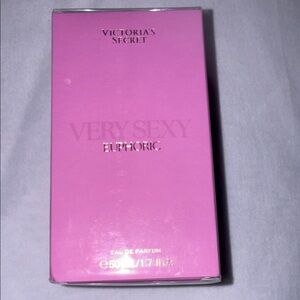 VICTORIA'S
SECRET
VERY SEXY
EUPHORIC
EAU DE PARFUM